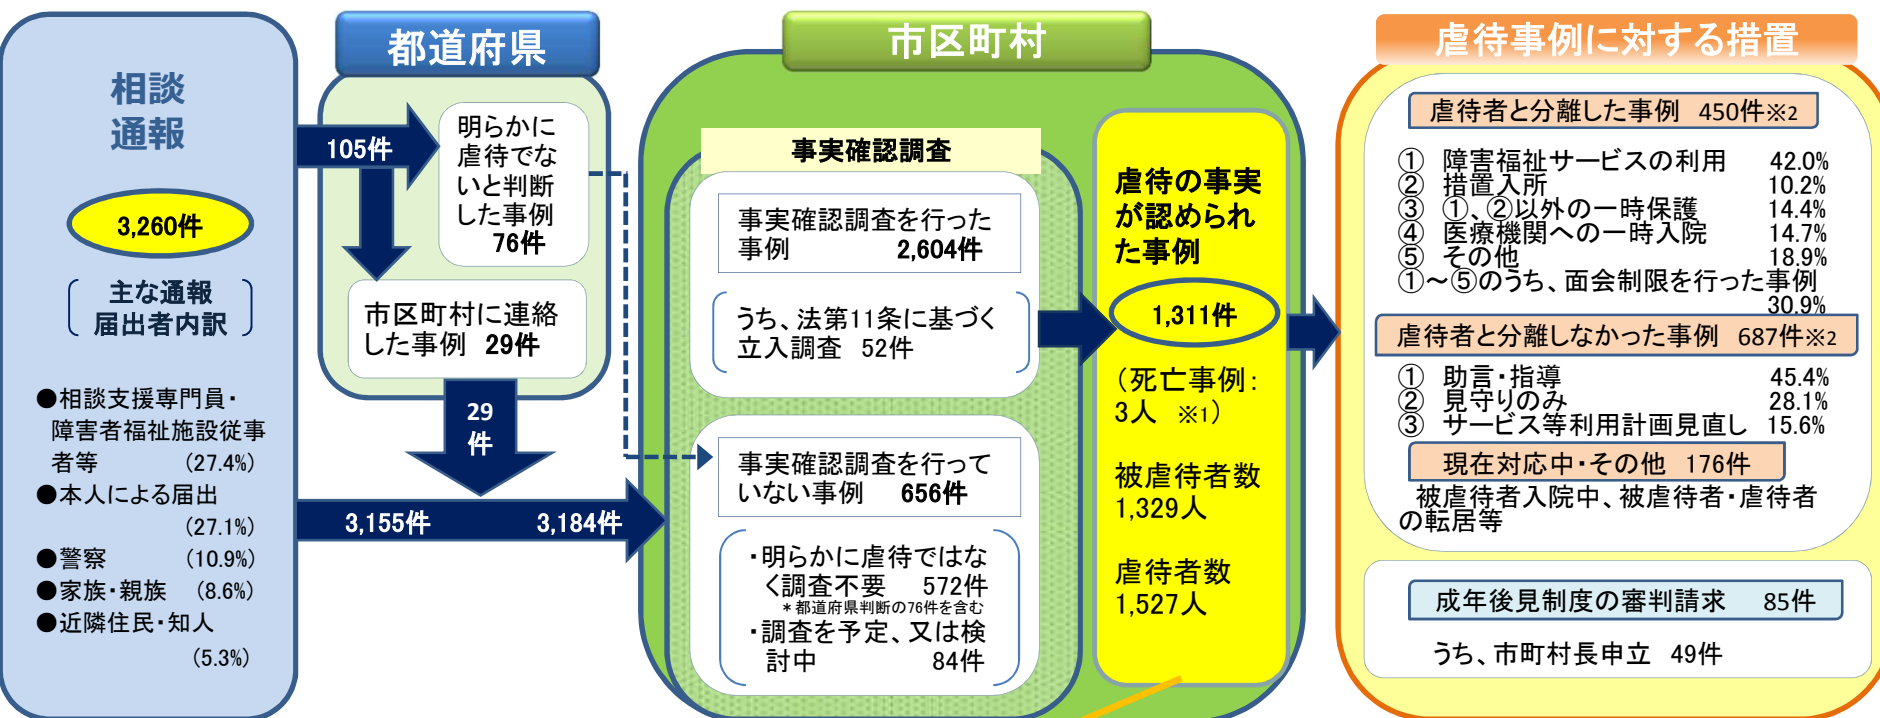 相談
通報
3,260件
主な通報
届出者内訳
●相談支援専門員・
障害者福祉施設従事
者等 (27.4%)
●本人による届出
(27.1%)
●警察 (10.9%)
●家族・親族 (8.6%)
●近隣住民・知人
(5.3%)
都道府県
105件
明らかに
虐待でな
いと判断
した事例
76件
市区町村に連絡
した事例 29件
29
件
3,155件 3,184件
市区町村
事実確認調査
事実確認調査を行った
事例 2,604件
うち、法第11条に基づく
立入調査 52件
事実確認調査を行って
いない事例 656件
・明らかに虐待ではな
く調査不要 572件
＊都道府県判断の76件を含む
・調査を予定、又は検
討中 84件
虐待の事実
が認められ
た事例
1,311件
(死亡事例：
3人 ※1)
被虐待者数
1,329人
虐待者数
1,527人
虐待事例に対する措置
虐待者と分離した事例 450件※2
① 障害福祉サービスの利用 42.0%
② 措置入所 10.2%
③ ①、②以外の一時保護 14.4%
④ 医療機関への一時入院 14.7%
⑤ その他 18.9%
①～⑤のうち、面会制限を行った事例
30.9%
虐待者と分離しなかった事例 687件※2
① 助言・指導 45.4%
② 見守りのみ 28.1%
③ サービス等利用計画見直し 15.6%
現在対応中・その他 176件
被虐待者入院中、被虐待者・虐待者
の転居等
成年後見制度の審判請求 85件
うち、市町村長申立 49件